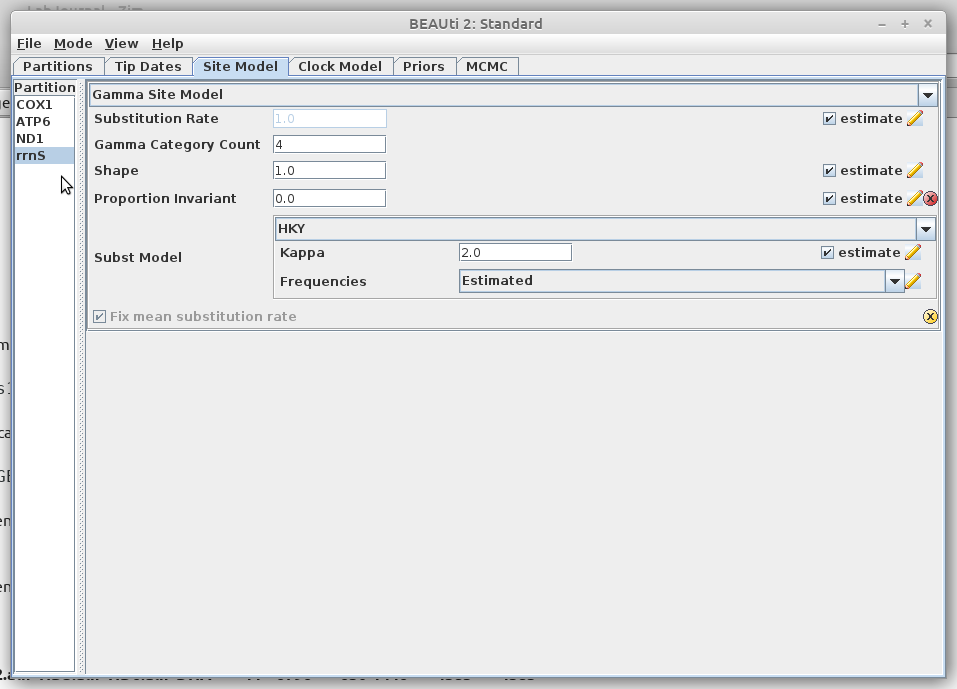 BEAUti 2: Standard
File Mode View Help
Partitions Tip Dates Site Model Clock Model Priors MCMC
Partition
COX1
ATP6
ND1
rrnS
Gamma Site Model
Substitution Rate 1.0 estimate
Gamma Category Count 4
Shape 1.0 estimate
Proportion Invariant 0.0 estimate
Subst Model
HKY
Kappa 2.0 estimate
Frequencies Estimated
Fix mean substitution rate